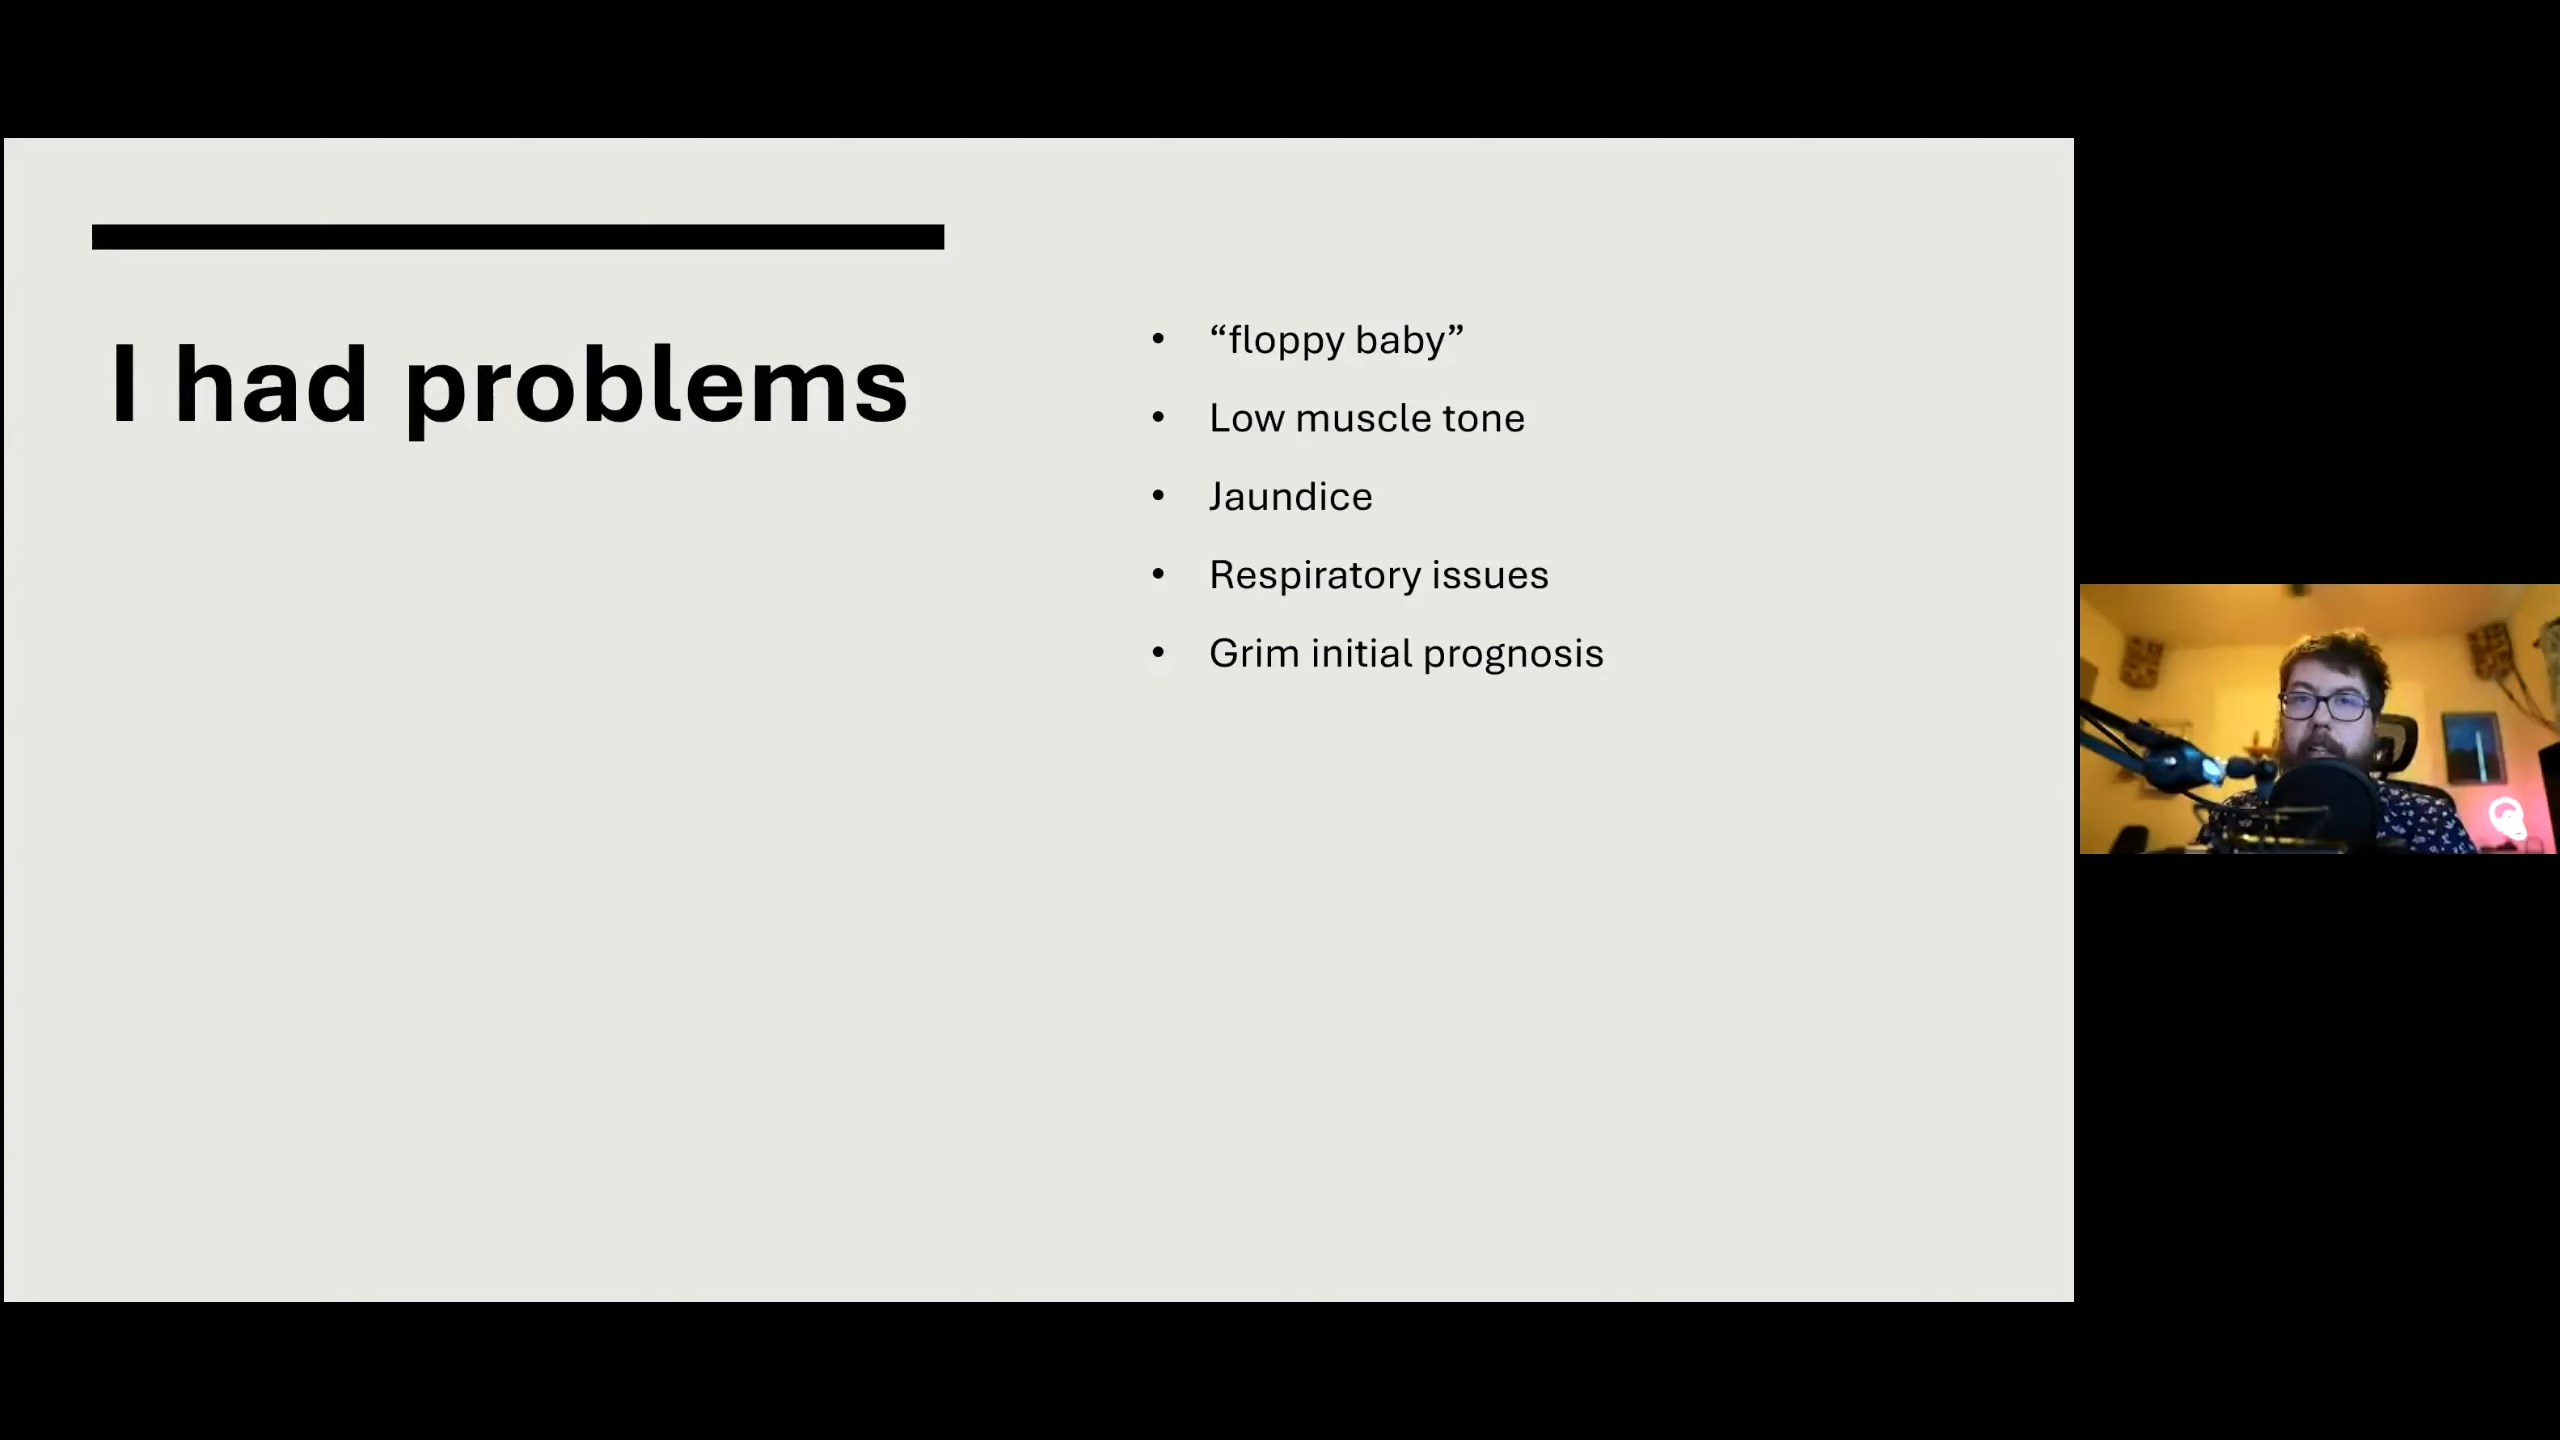 I had problems
“floppy baby”
Low muscle tone
Jaundice
Respiratory issues
Grim initial prognosis